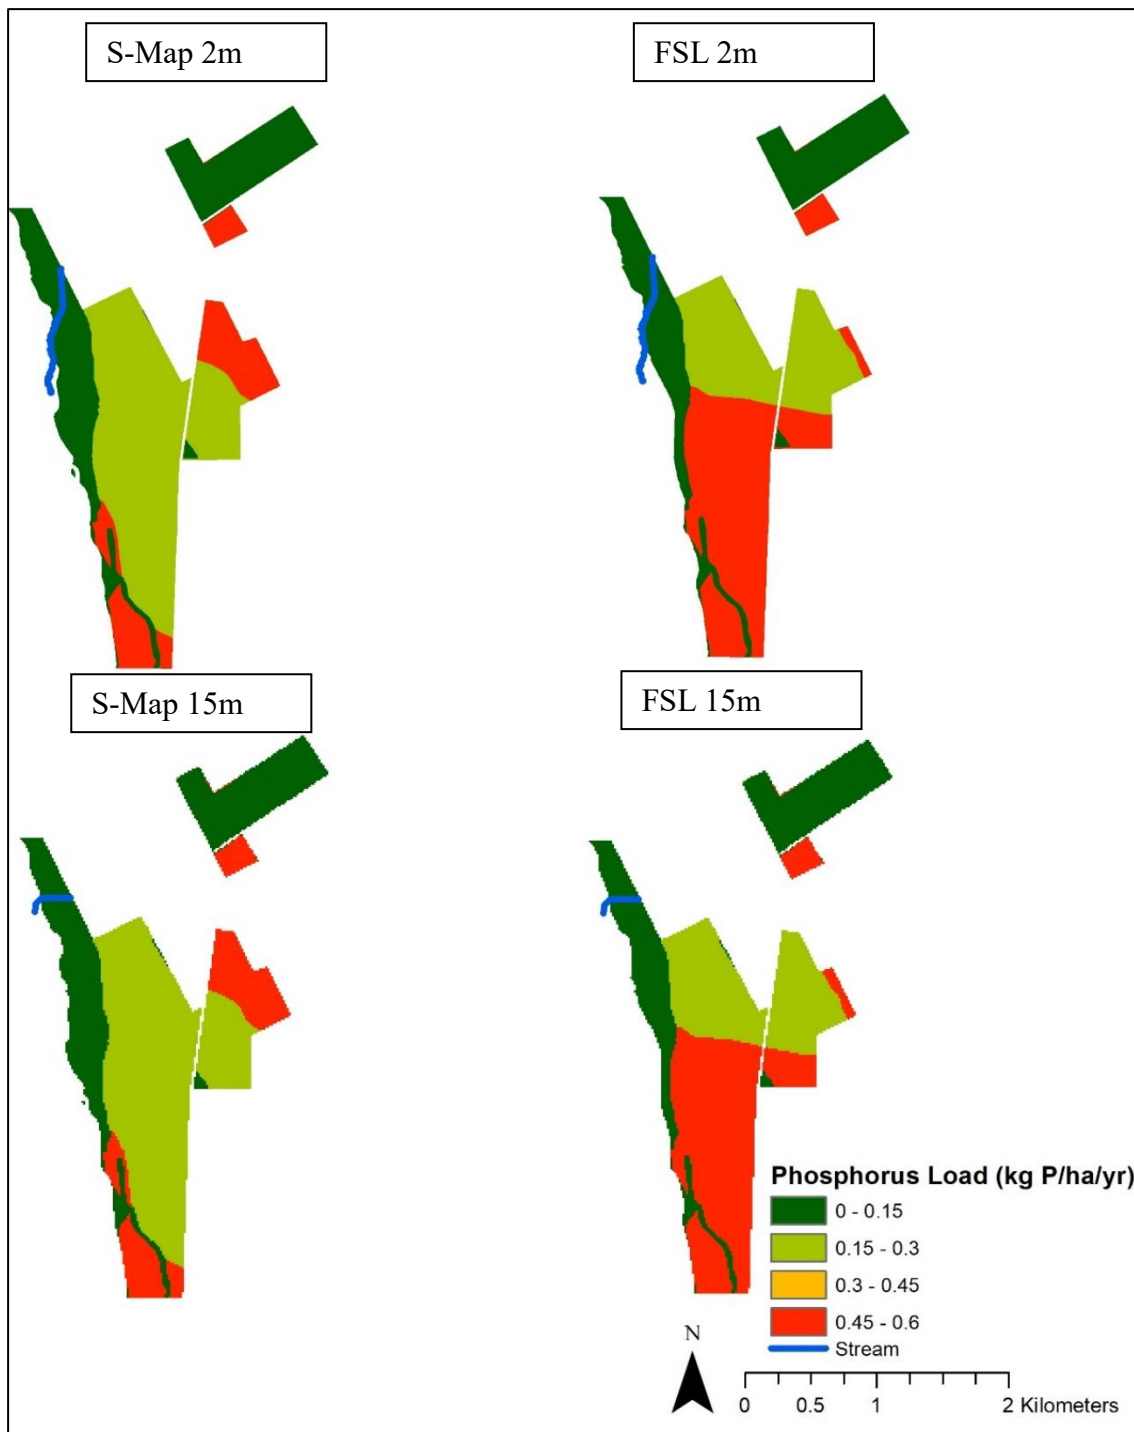 S-Map 2m
FSL 2m
S-Map 15m
FSL 15m
Phosphorus Load (kg P/ha/yr)
0 - 0.15
0.15 - 0.3
0.3 - 0.45
0.45 - 0.6
Stream
N
0 0.5 1 2 Kilometers